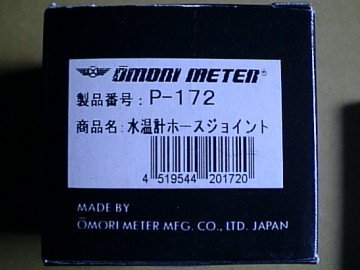 ŌMORI METER®
製品番号：P-172
商品名：水温計ホースジョイント
4 519544 201720
MADE BY
ŌMORI METER MFG. CO., LTD. JAPAN